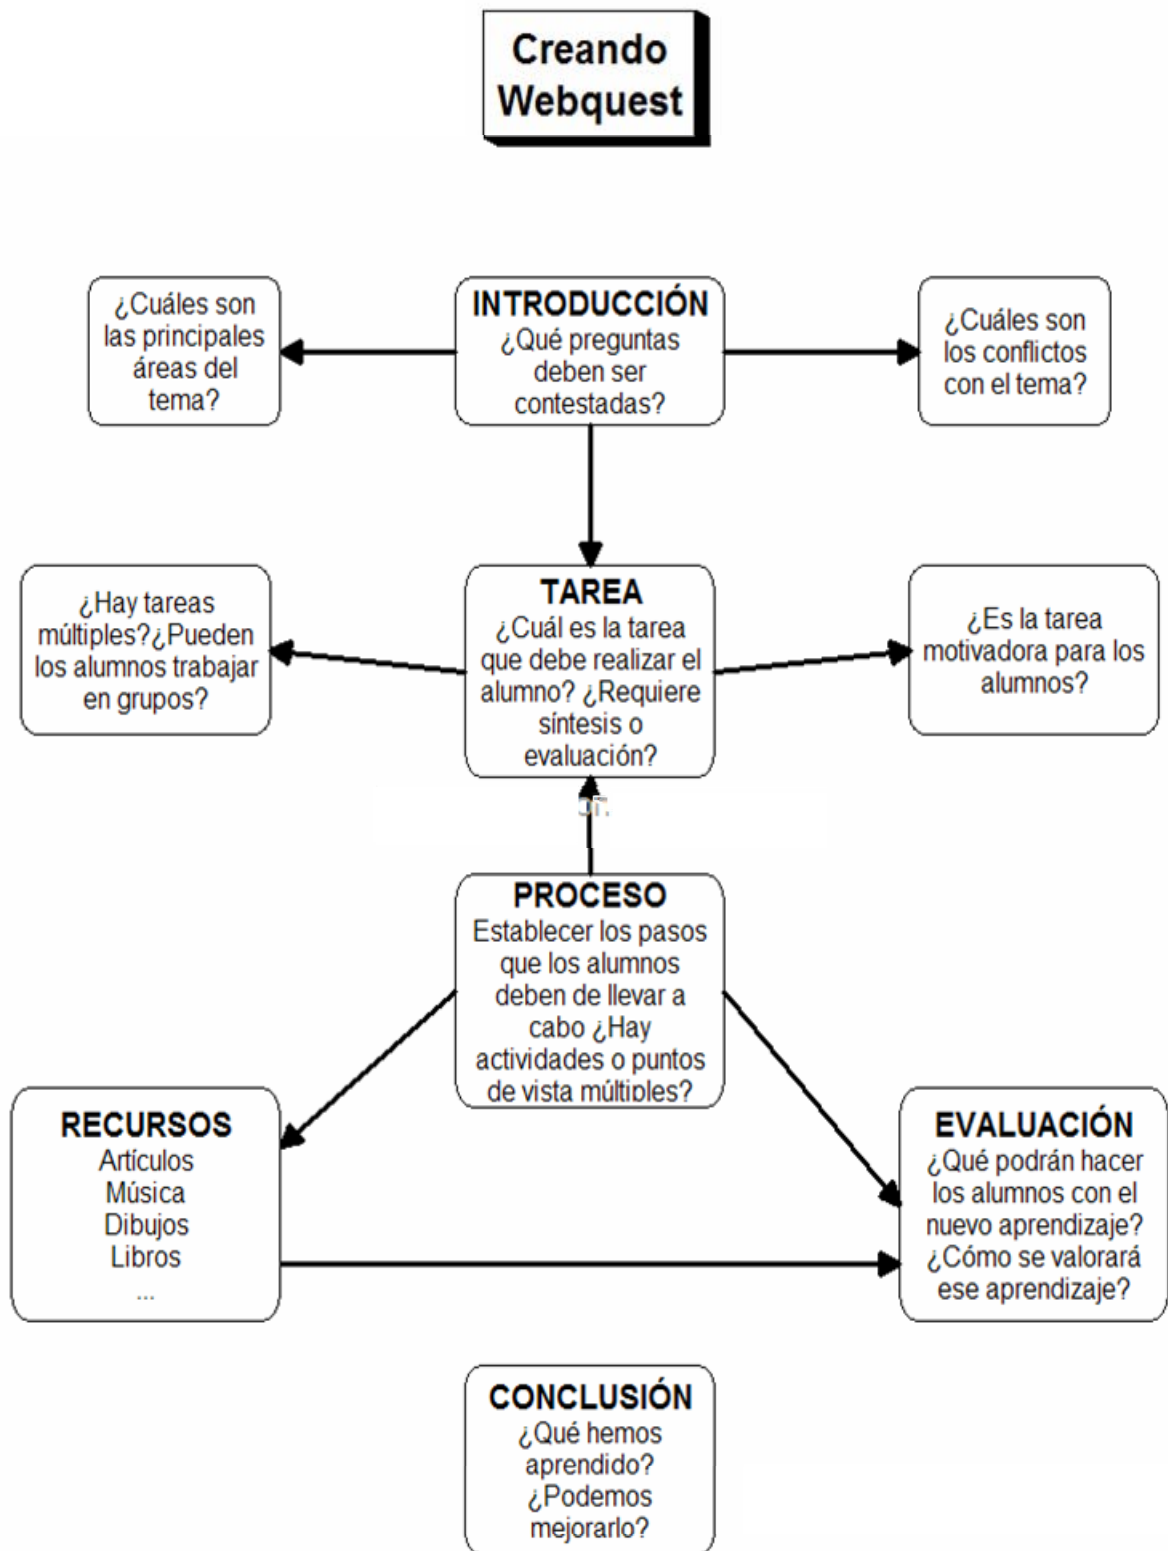 Creando
Webquest
¿Cuáles son
las principales
áreas del
tema?
INTRODUCCIÓN
¿Qué preguntas
deben ser
contestadas?
¿Cuáles son
los conflictos
con el tema?
¿Hay tareas
múltiples?¿Pueden
los alumnos trabajar
en grupos?
TAREA
¿Cuál es la tarea
que debe realizar el
alumno? ¿Requiere
síntesis o
evaluación?
¿Es la tarea
motivadora para los
alumnos?
PROCESO
Establecer los pasos
que los alumnos
deben de llevar a
cabo ¿Hay
actividades o puntos
de vista múltiples?
RECURSOS
Artículos
Música
Dibujos
Libros
...
EVALUACIÓN
¿Qué podrán hacer
los alumnos con el
nuevo aprendizaje?
¿Cómo se valorará
ese aprendizaje?
CONCLUSIÓN
¿Qué hemos
aprendido?
¿Podemos
mejorarlo?